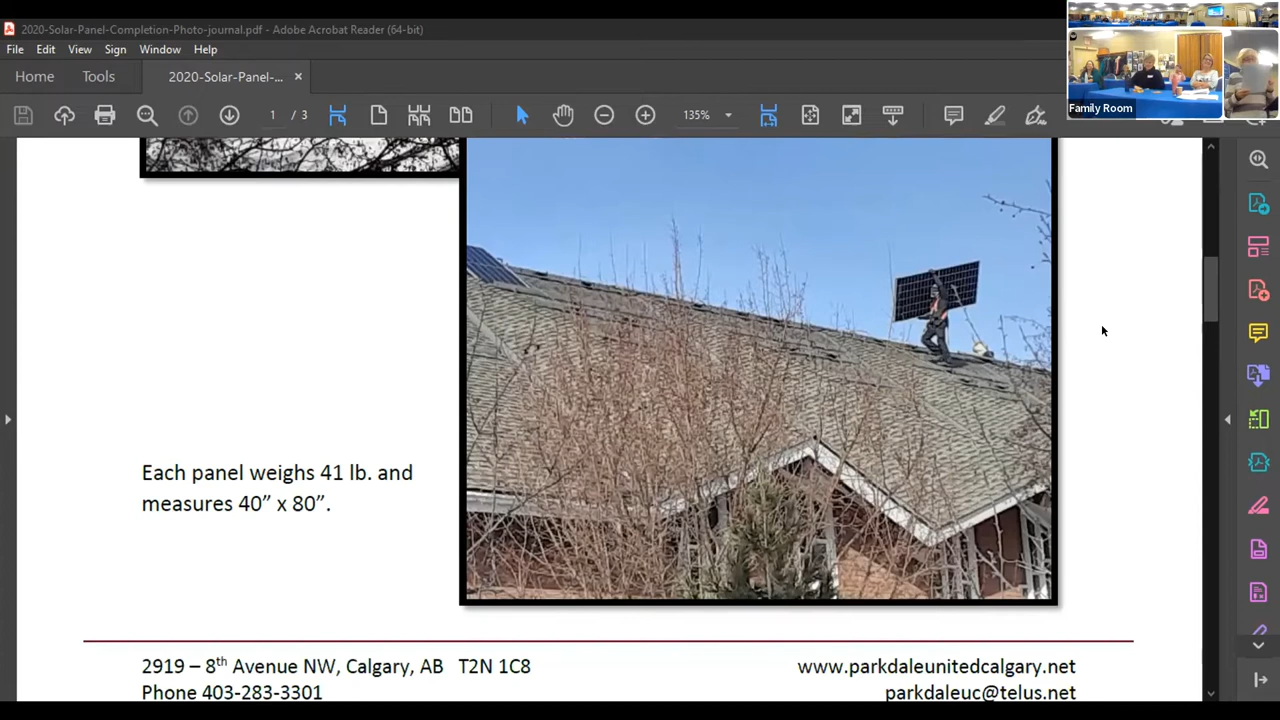 2020-Solar-Panel-Completion-Photo-journal.pdf - Adobe Acrobat Reader (64-bit)
File Edit View Sign Window Help
Home Tools 2020-Solar-Panel-... ×
1 / 3 135%
Family Room
Each panel weighs 41 lb. and
measures 40” x 80”.
2919 – 8th Avenue NW, Calgary, AB T2N 1C8 www.parkdaleunitedcalgary.net
Phone 403-283-3301 parkdaleuc@telus.net